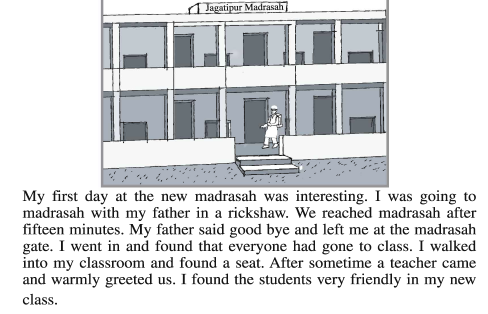 Jagatipur Madrasah
My first day at the new madrasah was interesting. I was going to
madrasah with my father in a rickshaw. We reached madrasah after
fifteen minutes. My father said good bye and left me at the madrasah
gate. I went in and found that everyone had gone to class. I walked
into my classroom and found a seat. After sometime a teacher came
and warmly greeted us. I found the students very friendly in my new
class.